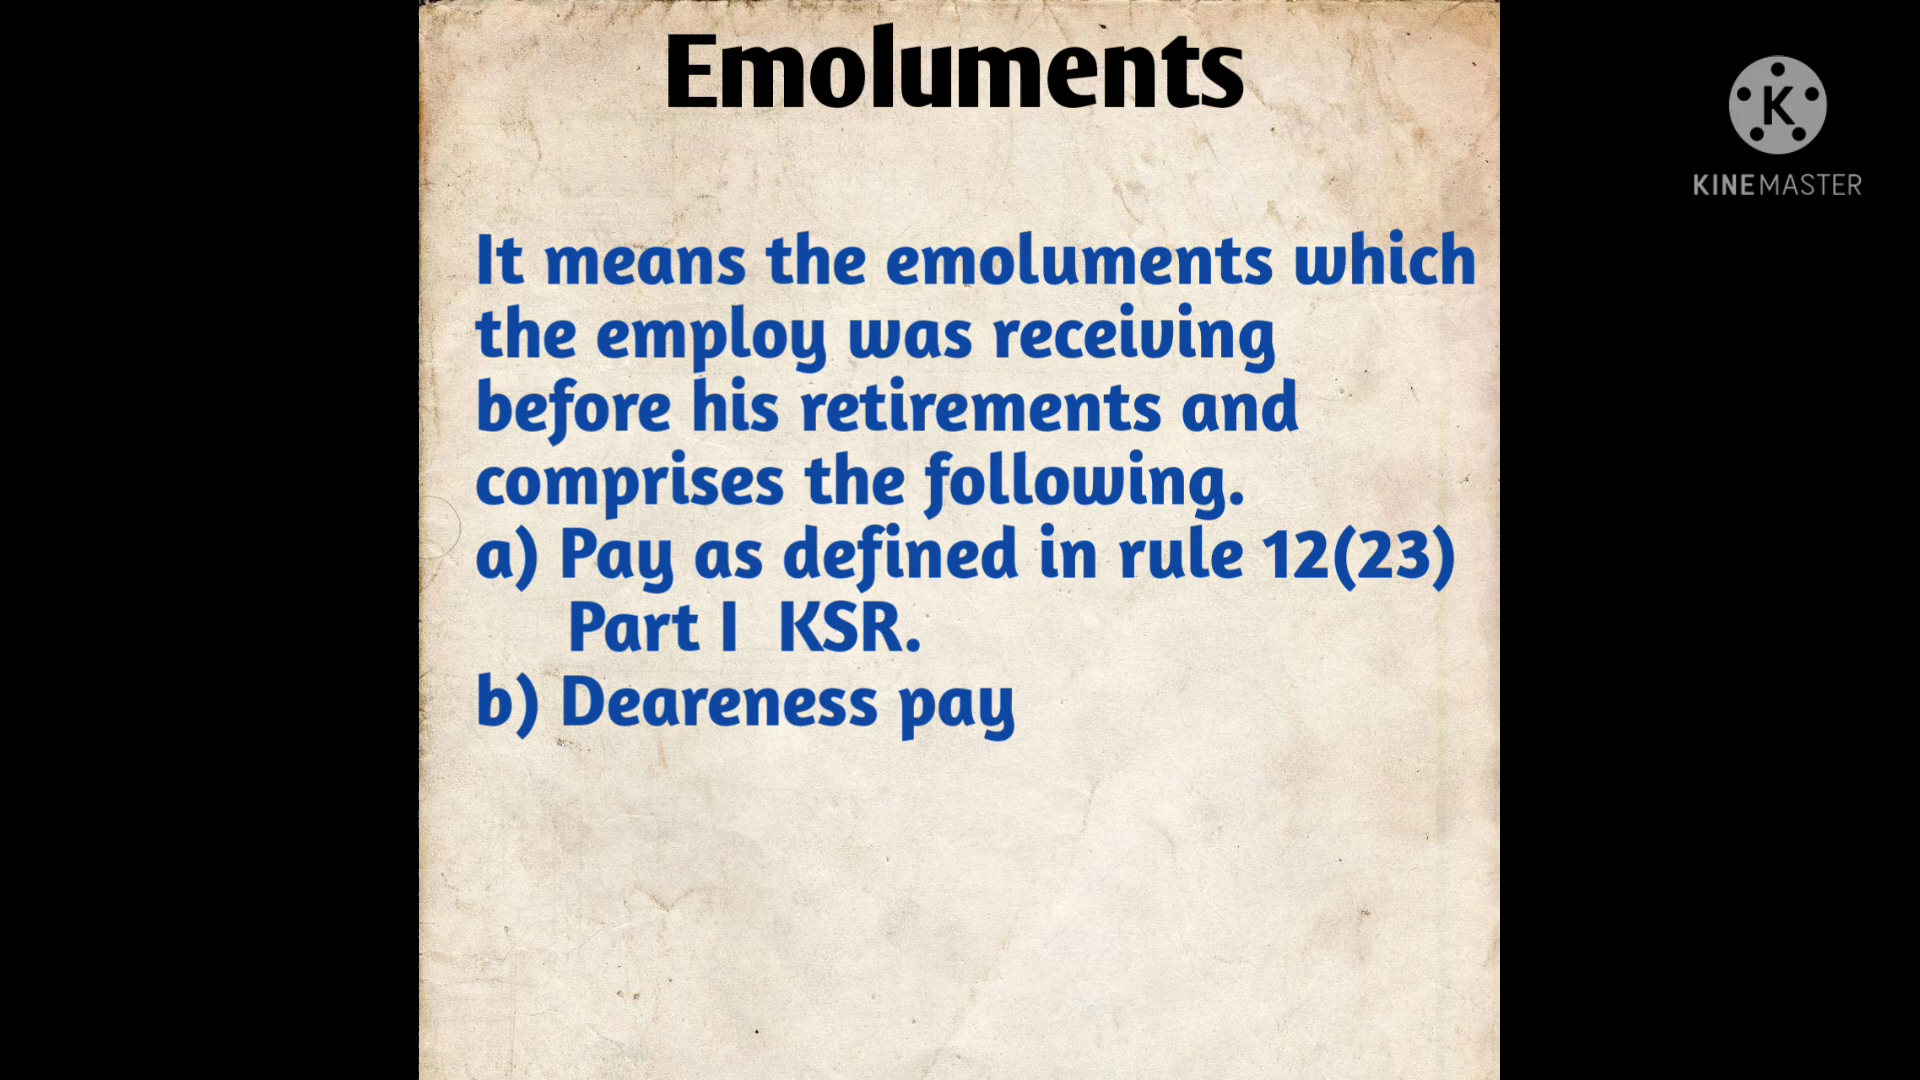 Emoluments
K
KINEMASTER
It means the emoluments which
the employ was receiving
before his retirements and
comprises the following.
a) Pay as defined in rule 12(23)
Part I KSR.
b) Deareness pay